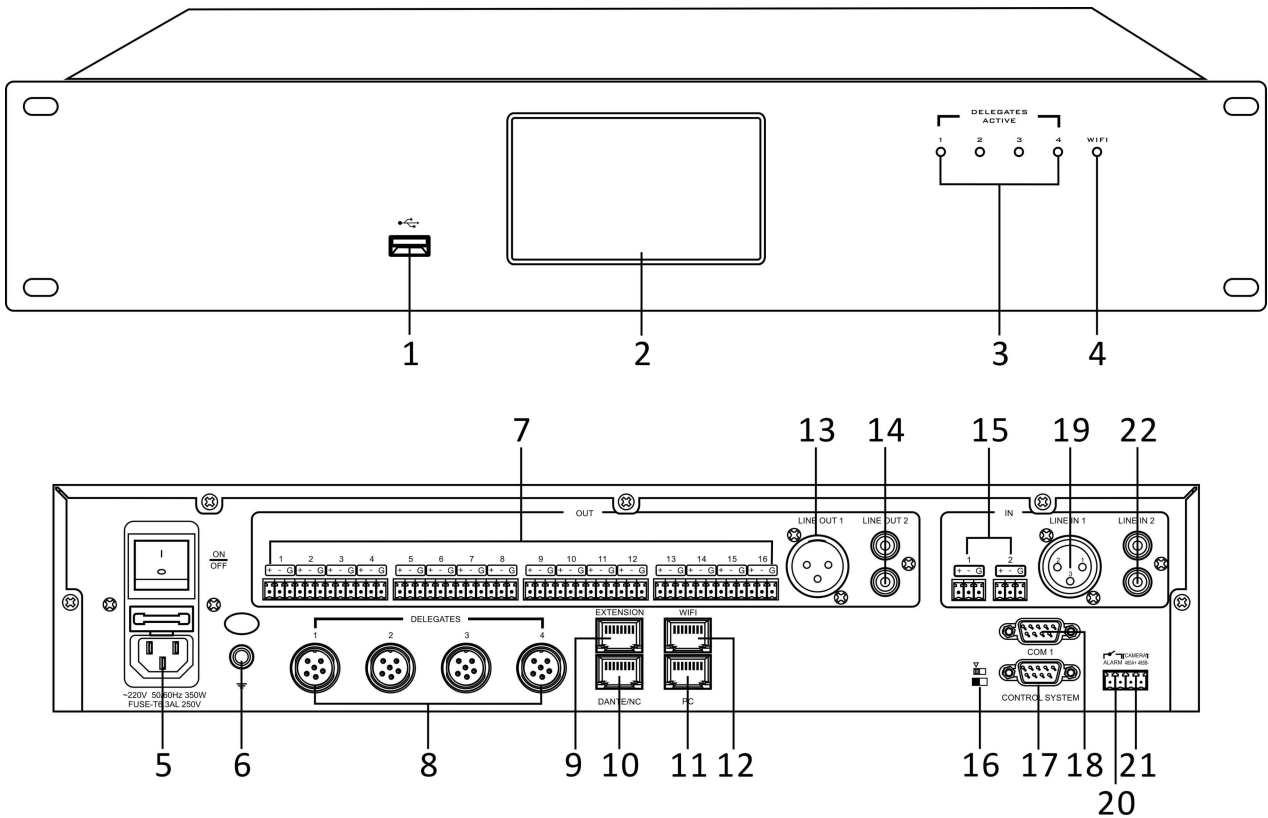 DELEGATES
ACTIVE
1 2 3 4 WIFI
1 2 3 4
7 13 14 15 19 22
OUT IN
LINE OUT 1 LINE OUT 2 LINE IN 1 LINE IN 2
I
O
ON
OFF
1 2 3 4 5 6 7 8 9 10 11 12 13 14 15 16
+ - G + - G + - G + - G + - G + - G + - G + - G + - G + - G + - G + - G + - G + - G + - G + - G
1 2
+ - G + - G
2 1
3
DELEGATES
1 2 3 4
EXTENSION WIFI
DANTE/NC PC
COM 1
CONTROL SYSTEM
CAMERA
ALARM 485A+ 485B-
~220V 50/60Hz 350W
FUSE-T6.3AL 250V
5 6 8 9 10 11 12 16 17 18 20 21